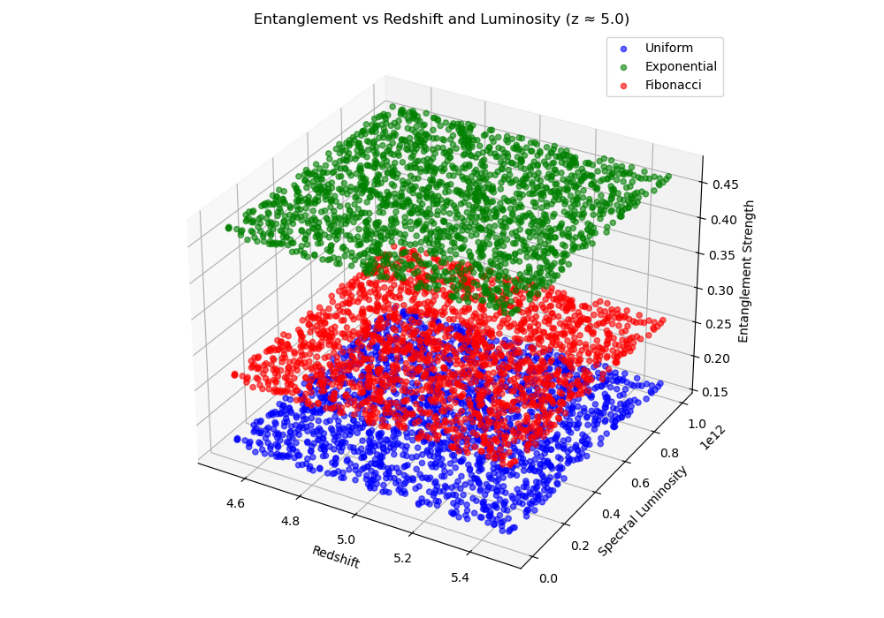 Entanglement vs Redshift and Luminosity (z ≈ 5.0)
Uniform
Exponential
Fibonacci
0.45
0.40
0.35
0.30
0.25
0.20
0.15
Entanglement Strength
1e12
1.0
0.8
0.6
0.4
0.2
0.0
Spectral Luminosity
4.6
4.8
5.0
5.2
5.4
Redshift